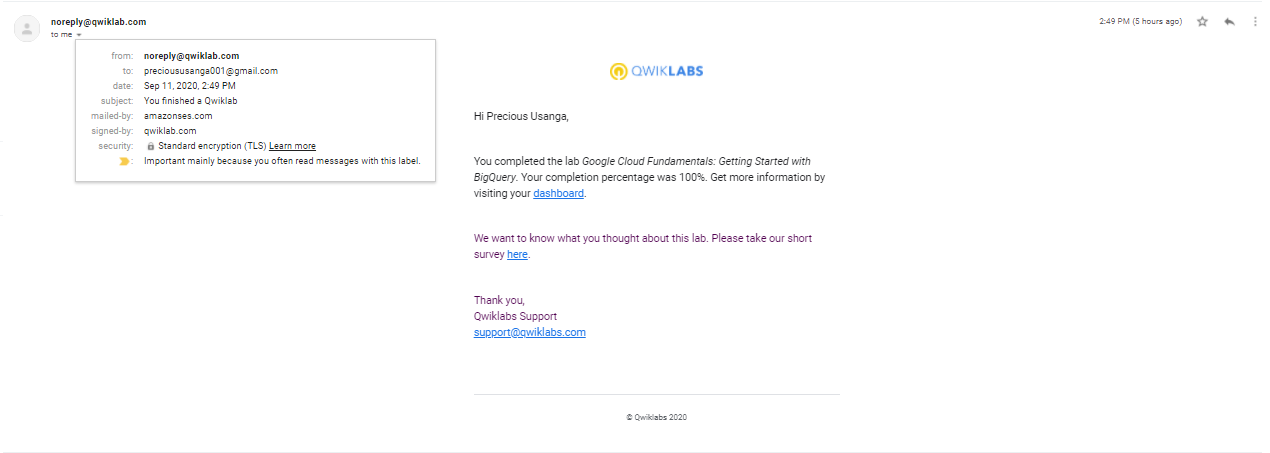 noreply@qwiklab.com
2:49 PM (5 hours ago)
to me
from: noreply@qwiklab.com
to: precioususanga001@gmail.com
date: Sep 11, 2020, 2:49 PM
subject: You finished a Qwiklab
mailed-by: amazonses.com
signed-by: qwiklab.com
security: Standard encryption (TLS) Learn more
: Important mainly because you often read messages with this label.
QWIKLABS
Hi Precious Usanga,
You completed the lab Google Cloud Fundamentals: Getting Started with
BigQuery. Your completion percentage was 100%. Get more information by
visiting your dashboard.
We want to know what you thought about this lab. Please take our short
survey here.
Thank you,
Qwiklabs Support
support@qwiklabs.com
© Qwiklabs 2020